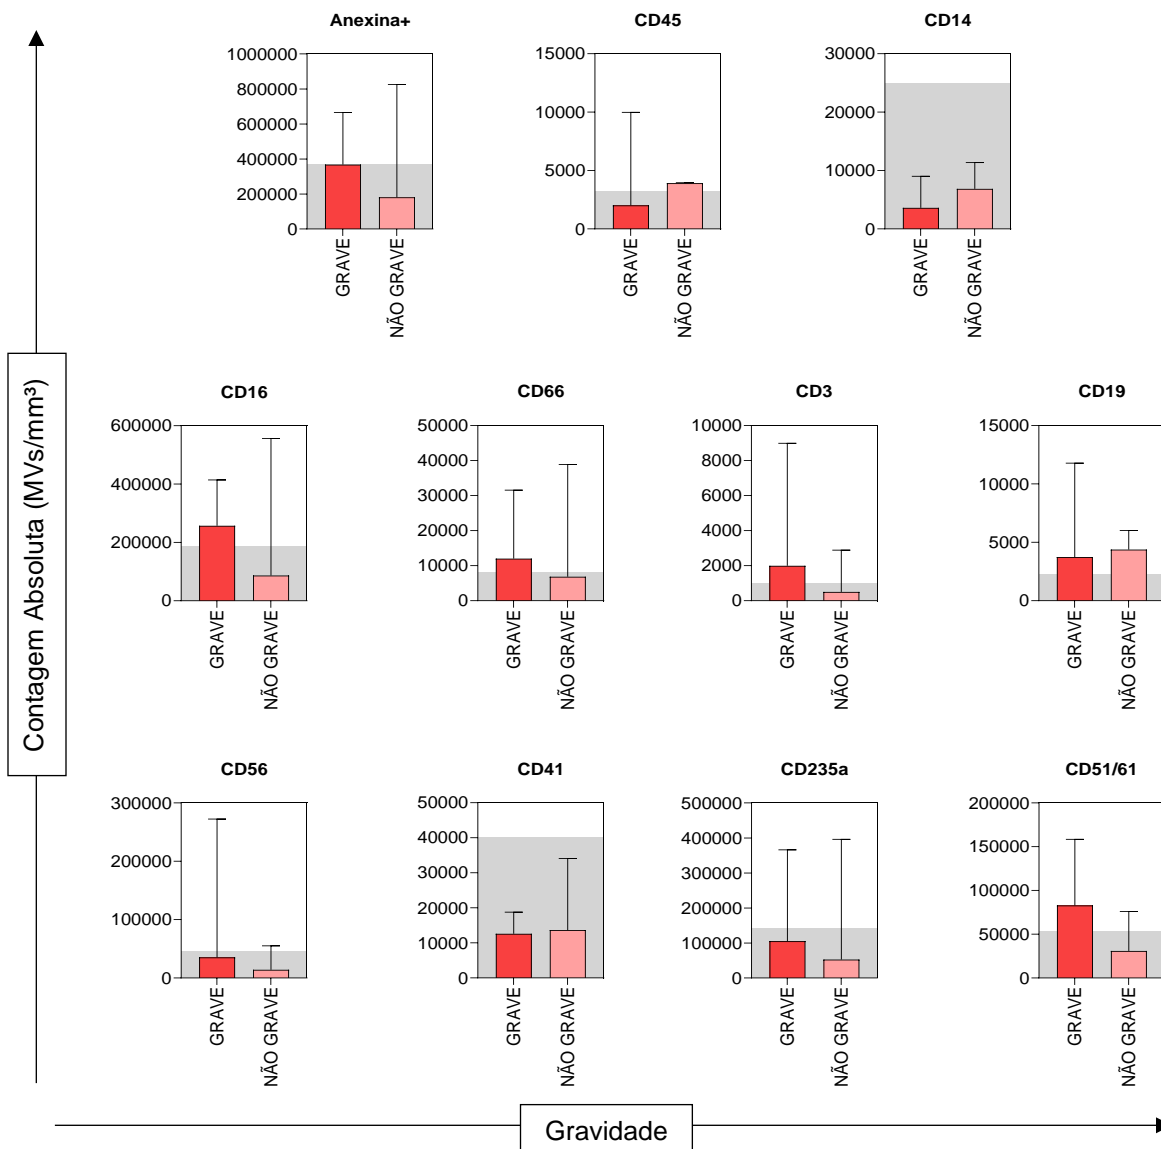 Anexina+
1000000
800000
600000
400000
200000
0
GRAVE
NÃO GRAVE
CD45
15000
10000
5000
0
GRAVE
NÃO GRAVE
CD14
30000
20000
10000
0
GRAVE
NÃO GRAVE
Contagem Absoluta (MVs/mm³)
CD16
600000
400000
200000
0
GRAVE
NÃO GRAVE
CD66
50000
40000
30000
20000
10000
0
GRAVE
NÃO GRAVE
CD3
10000
8000
6000
4000
2000
0
GRAVE
NÃO GRAVE
CD19
15000
10000
5000
0
GRAVE
NÃO GRAVE
CD56
300000
200000
100000
0
GRAVE
NÃO GRAVE
CD41
50000
40000
30000
20000
10000
0
GRAVE
NÃO GRAVE
CD235a
500000
400000
300000
200000
100000
0
GRAVE
NÃO GRAVE
CD51/61
200000
150000
100000
50000
0
GRAVE
NÃO GRAVE
Gravidade